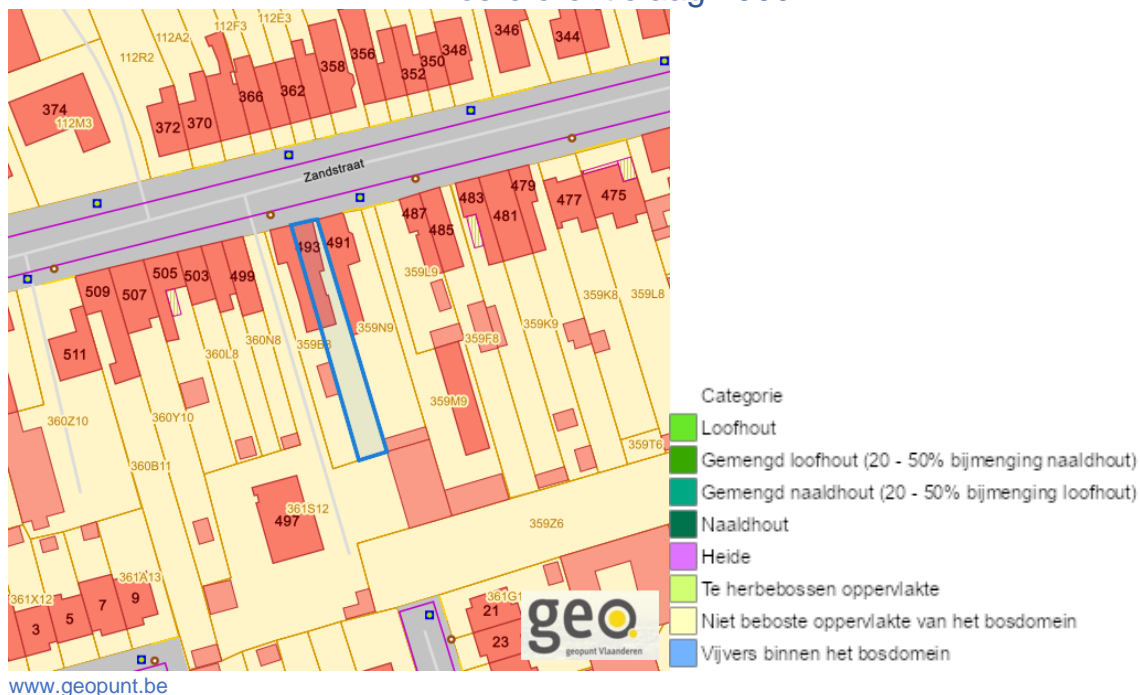 112F3 112E3
112A2
112R2
346 344
348
350
352
356
358
362
366
370
372
374
112M3
Zandstraat
475
477
479
481
483
485
487
491
493
499
503
505
507
509
511
359L9
359K8 359L8
359N9
359K9
359F8
360N8
360L8
359M9
360Y10
360Z10
360B11
359T6
361S12
497
359Z6
361A13
361X12
9
7
5
3
21
23
geo
geopunt Vlaanderen
Categorie
Loofhout
Gemengd loofhout (20 - 50% bijmenging naaldhout)
Gemengd naaldhout (20 - 50% bijmenging loofhout)
Naaldhout
Heide
Te herbebossen oppervlakte
Niet beboste oppervlakte van het bosdomein
Vijvers binnen het bosdomein
www.geopunt.be